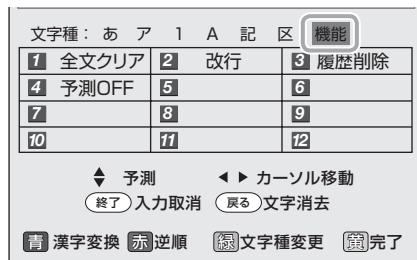 文字種： あ ア 1 A 記 区 機能
1 全文クリア 2 改行 3 履歴削除
4 予測OFF 5 6
7 8 9
10 11 12
予測 カーソル移動
終了 入力取消 戻る 文字消去
青 漢字変換 赤 逆順 緑 文字種変更 黄 完了